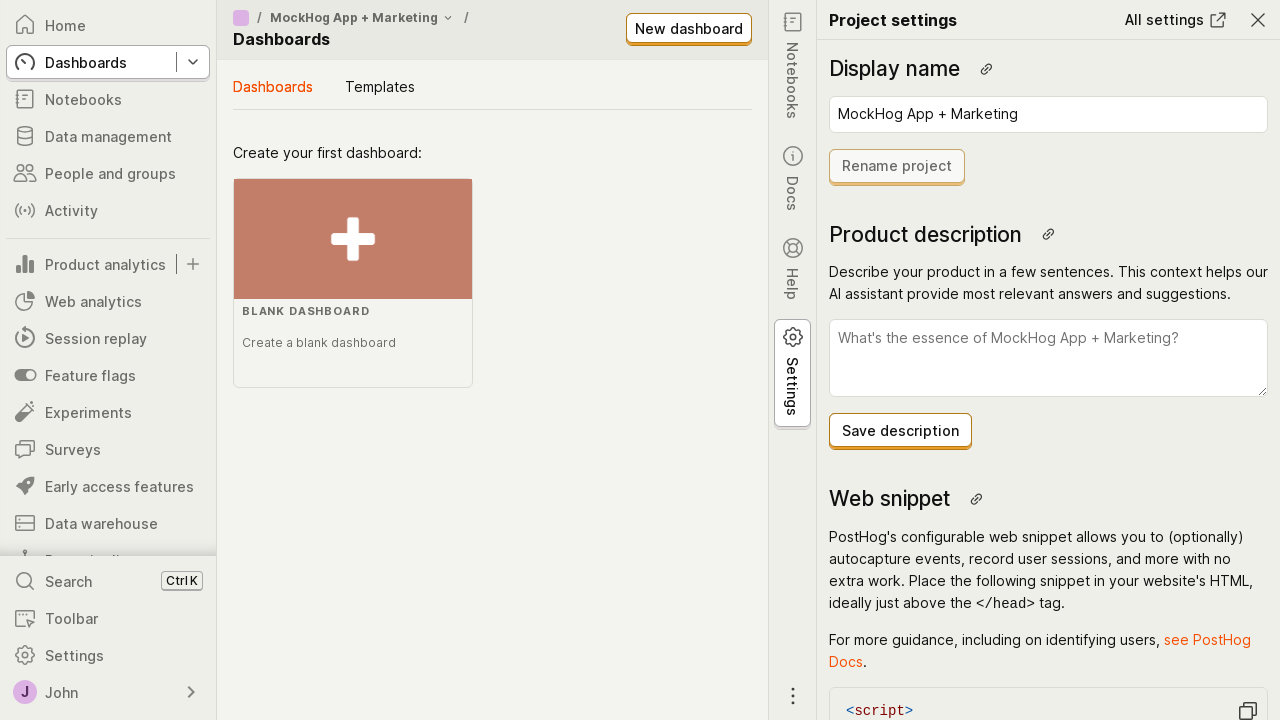 Home
Dashboards
Notebooks
Data management
People and groups
Activity
Product analytics
Web analytics
Session replay
Feature flags
Experiments
Surveys
Early access features
Data warehouse
Search Ctrl K
Toolbar
Settings
J John
/ MockHog App + Marketing /
Dashboards
New dashboard
Dashboards Templates
Create your first dashboard:
BLANK DASHBOARD
Create a blank dashboard
Notebooks
Docs
Help
Settings
Project settings All settings
Display name
MockHog App + Marketing
Rename project
Product description
Describe your product in a few sentences. This context helps our
AI assistant provide most relevant answers and suggestions.
What's the essence of MockHog App + Marketing?
Save description
Web snippet
PostHog's configurable web snippet allows you to (optionally)
autocapture events, record user sessions, and more with no
extra work. Place the following snippet in your website's HTML,
ideally just above the </head> tag.
For more guidance, including on identifying users, see PostHog
Docs.
<script>